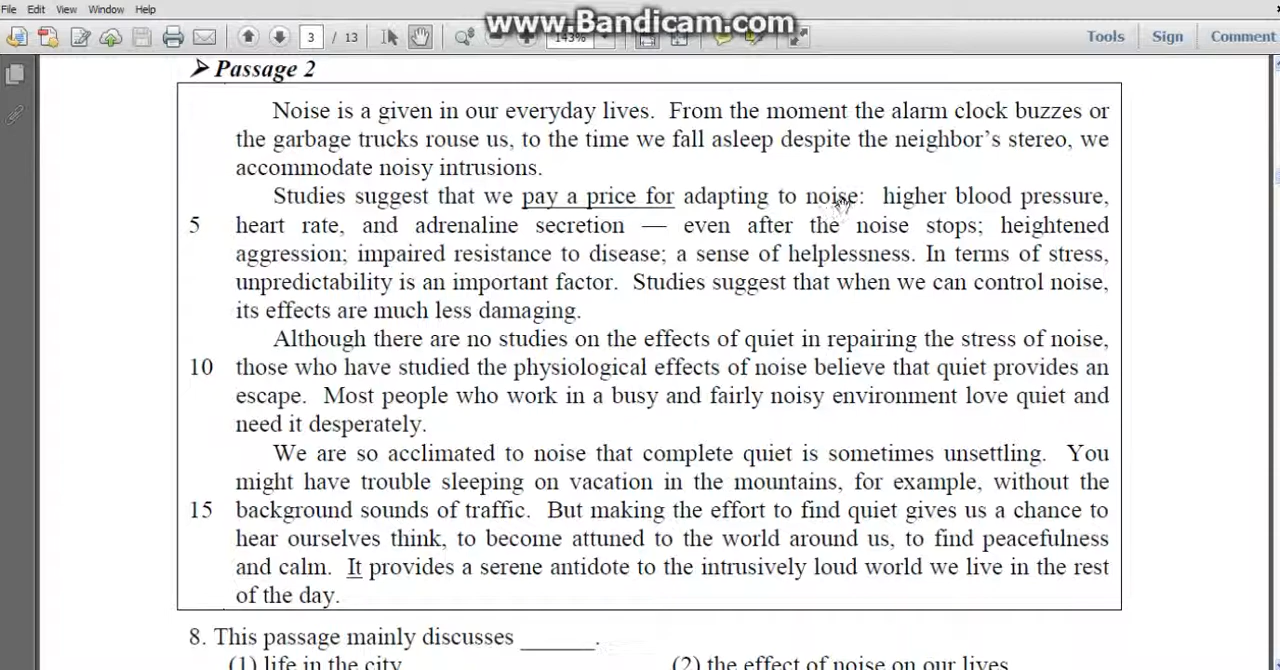 www.Bandicam.com
File Edit View Window Help
3 / 13
143%
Tools Sign Comment
➢ Passage 2
Noise is a given in our everyday lives. From the moment the alarm clock buzzes or
the garbage trucks rouse us, to the time we fall asleep despite the neighbor's stereo, we
accommodate noisy intrusions.
Studies suggest that we pay a price for adapting to noise: higher blood pressure,
5 heart rate, and adrenaline secretion — even after the noise stops; heightened
aggression; impaired resistance to disease; a sense of helplessness. In terms of stress,
unpredictability is an important factor. Studies suggest that when we can control noise,
its effects are much less damaging.
Although there are no studies on the effects of quiet in repairing the stress of noise,
10 those who have studied the physiological effects of noise believe that quiet provides an
escape. Most people who work in a busy and fairly noisy environment love quiet and
need it desperately.
We are so acclimated to noise that complete quiet is sometimes unsettling. You
might have trouble sleeping on vacation in the mountains, for example, without the
15 background sounds of traffic. But making the effort to find quiet gives us a chance to
hear ourselves think, to become attuned to the world around us, to find peacefulness
and calm. It provides a serene antidote to the intrusively loud world we live in the rest
of the day.
8. This passage mainly discusses ______.
(1) life in the city (2) the effect of noise on our lives